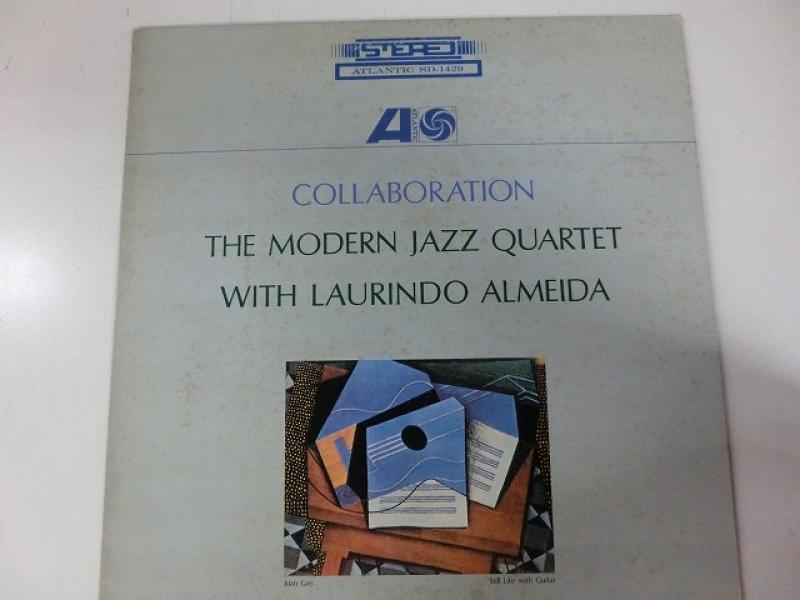 STEREO
ATLANTIC SD-1429
ATLANTIC
COLLABORATION
THE MODERN JAZZ QUARTET
WITH LAURINDO ALMEIDA
Juan Gris Still Life with Guitar